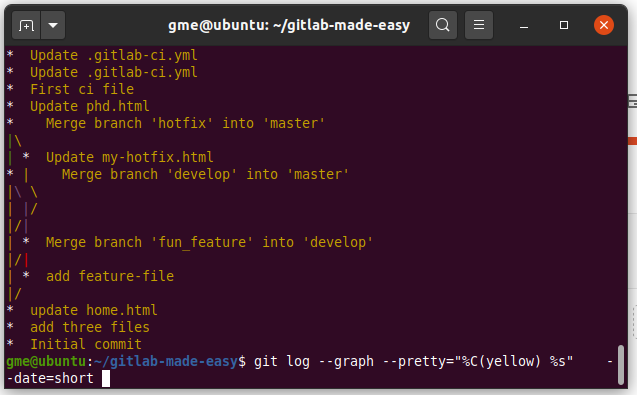 gme@ubuntu: ~/gitlab-made-easy
*  Update .gitlab-ci.yml
*  Update .gitlab-ci.yml
*  First ci file
*  Update phd.html
*    Merge branch 'hotfix' into 'master'
|\
| *  Update my-hotfix.html
* |    Merge branch 'develop' into 'master'
|\ \
| |/
|/|
| *  Merge branch 'fun_feature' into 'develop'
|/|
| *  add feature-file
|/
*  update home.html
*  add three files
*  Initial commit
gme@ubuntu:~/gitlab-made-easy$ git log --graph --pretty="%C(yellow) %s"    -
-date=short